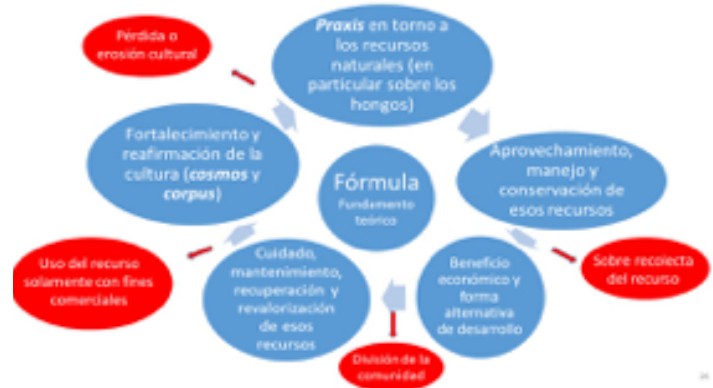 Praxis en torno a
los recursos
naturales (en
particular sobre los
hongos)
Pérdida o
erosión cultural
Fortalecimiento y
reafirmación de la
cultura (cosmos y
corpus)
Fórmula
Fundamento
teórico
Aprovechamiento,
manejo y
conservación de
esos recursos
Uso del recurso
solamente con fines
comerciales
Cuidado,
mantenimiento,
recuperación y
revalorización
de esos
recursos
Beneficio
económico y
forma
alternativa
de desarrollo
Sobre recolecta
del recurso
División de la
comunidad